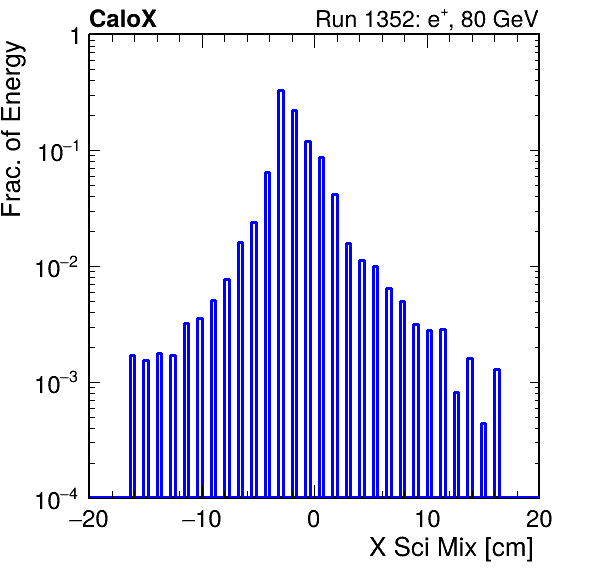 CaloX Run 1352: e⁺, 80 GeV
Frac. of Energy
1
10⁻¹
10⁻²
10⁻³
10⁻⁴
−20 −10 0 10 20
X Sci Mix [cm]